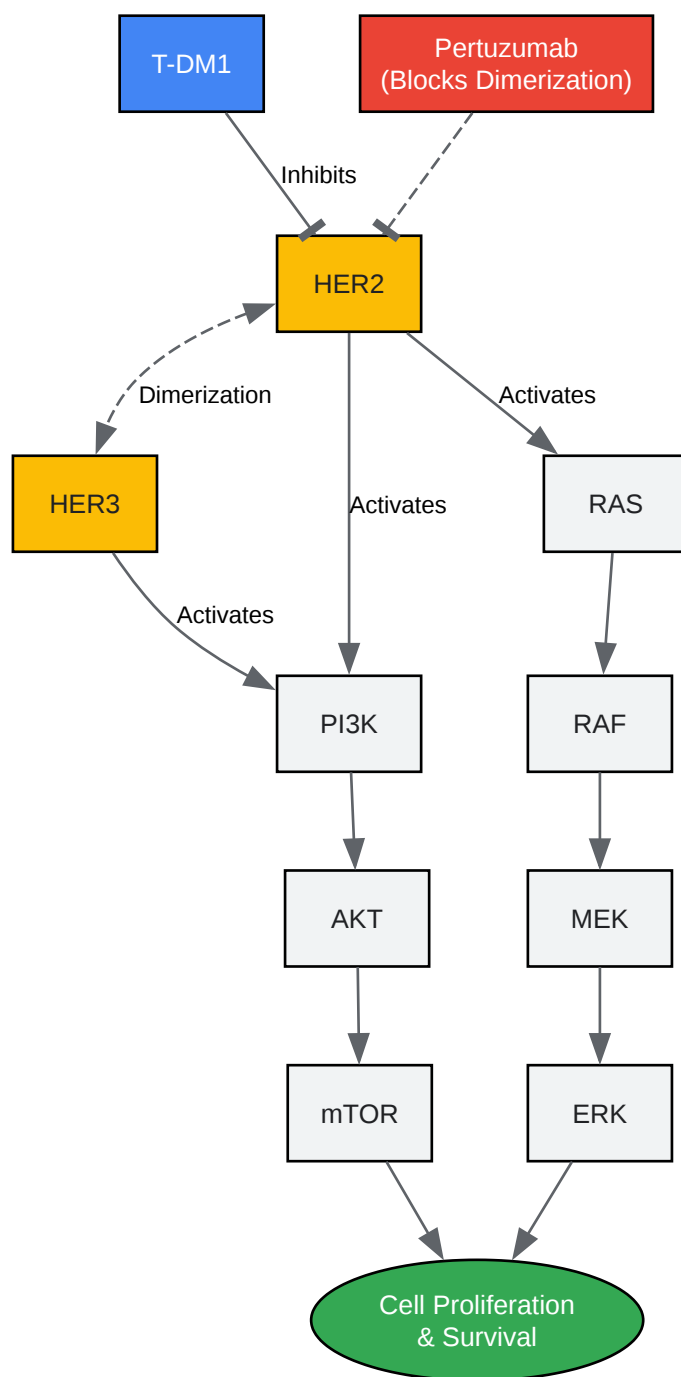 T-DM1
Pertuzumab
(Blocks Dimerization)
Inhibits
HER2
Dimerization
Activates
HER3
Activates
RAS
Activates
PI3K
RAF
AKT
MEK
mTOR
ERK
Cell Proliferation
& Survival